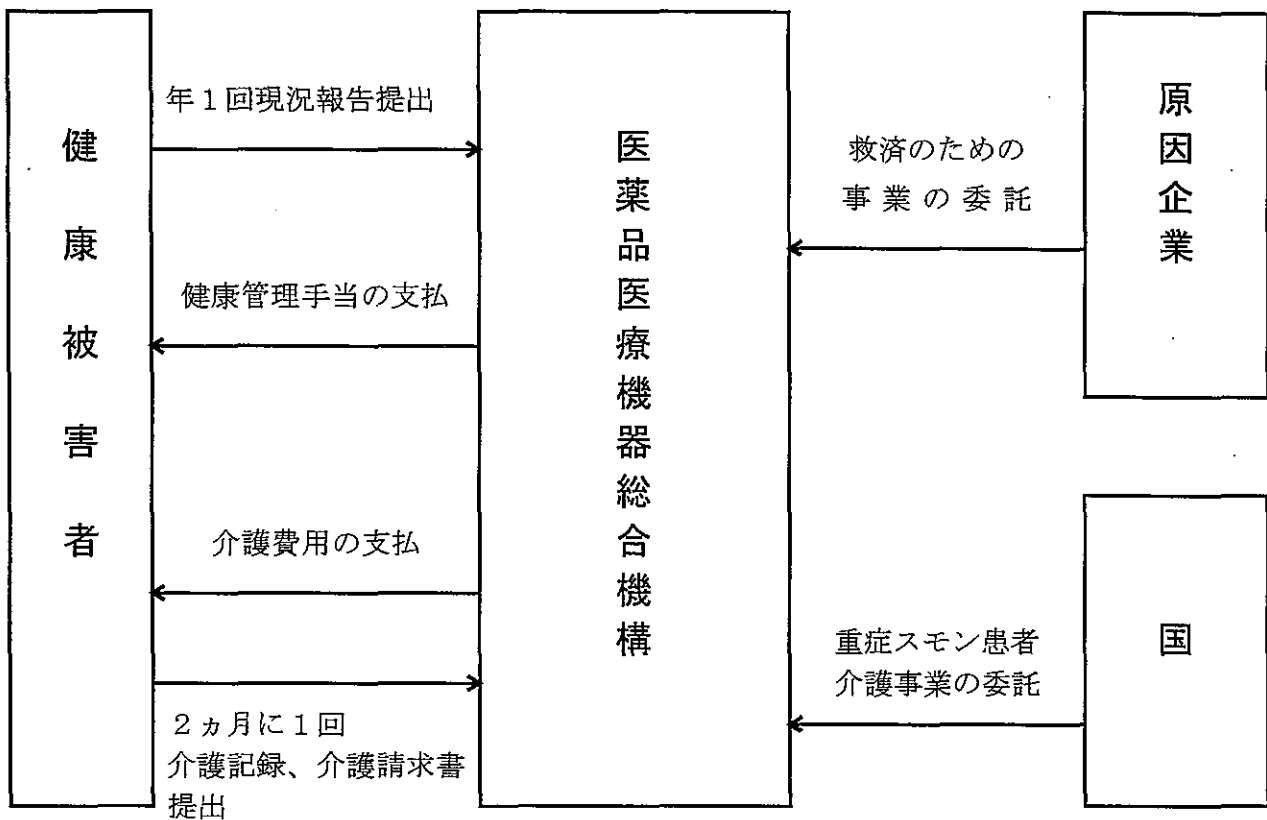 健康被害者
年１回現況報告提出
健康管理手当の支払
介護費用の支払
２ヵ月に１回
介護記録、介護請求書
提出
医薬品医療機器総合機構
救済のための
事業の委託
重症スモン患者
介護事業の委託
原因企業
国